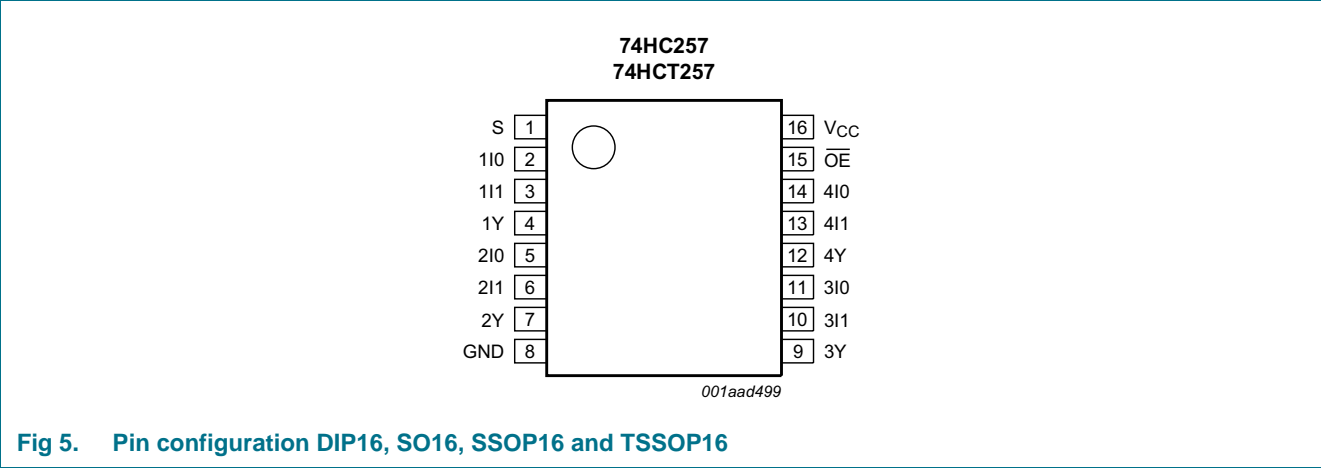 74HC257
74HCT257
S 1 16 VCC
1I0 2 15 OE
1I1 3 14 4I0
1Y 4 13 4I1
2I0 5 12 4Y
2I1 6 11 3I0
2Y 7 10 3I1
GND 8 9 3Y
001aad499
Fig 5. Pin configuration DIP16, SO16, SSOP16 and TSSOP16